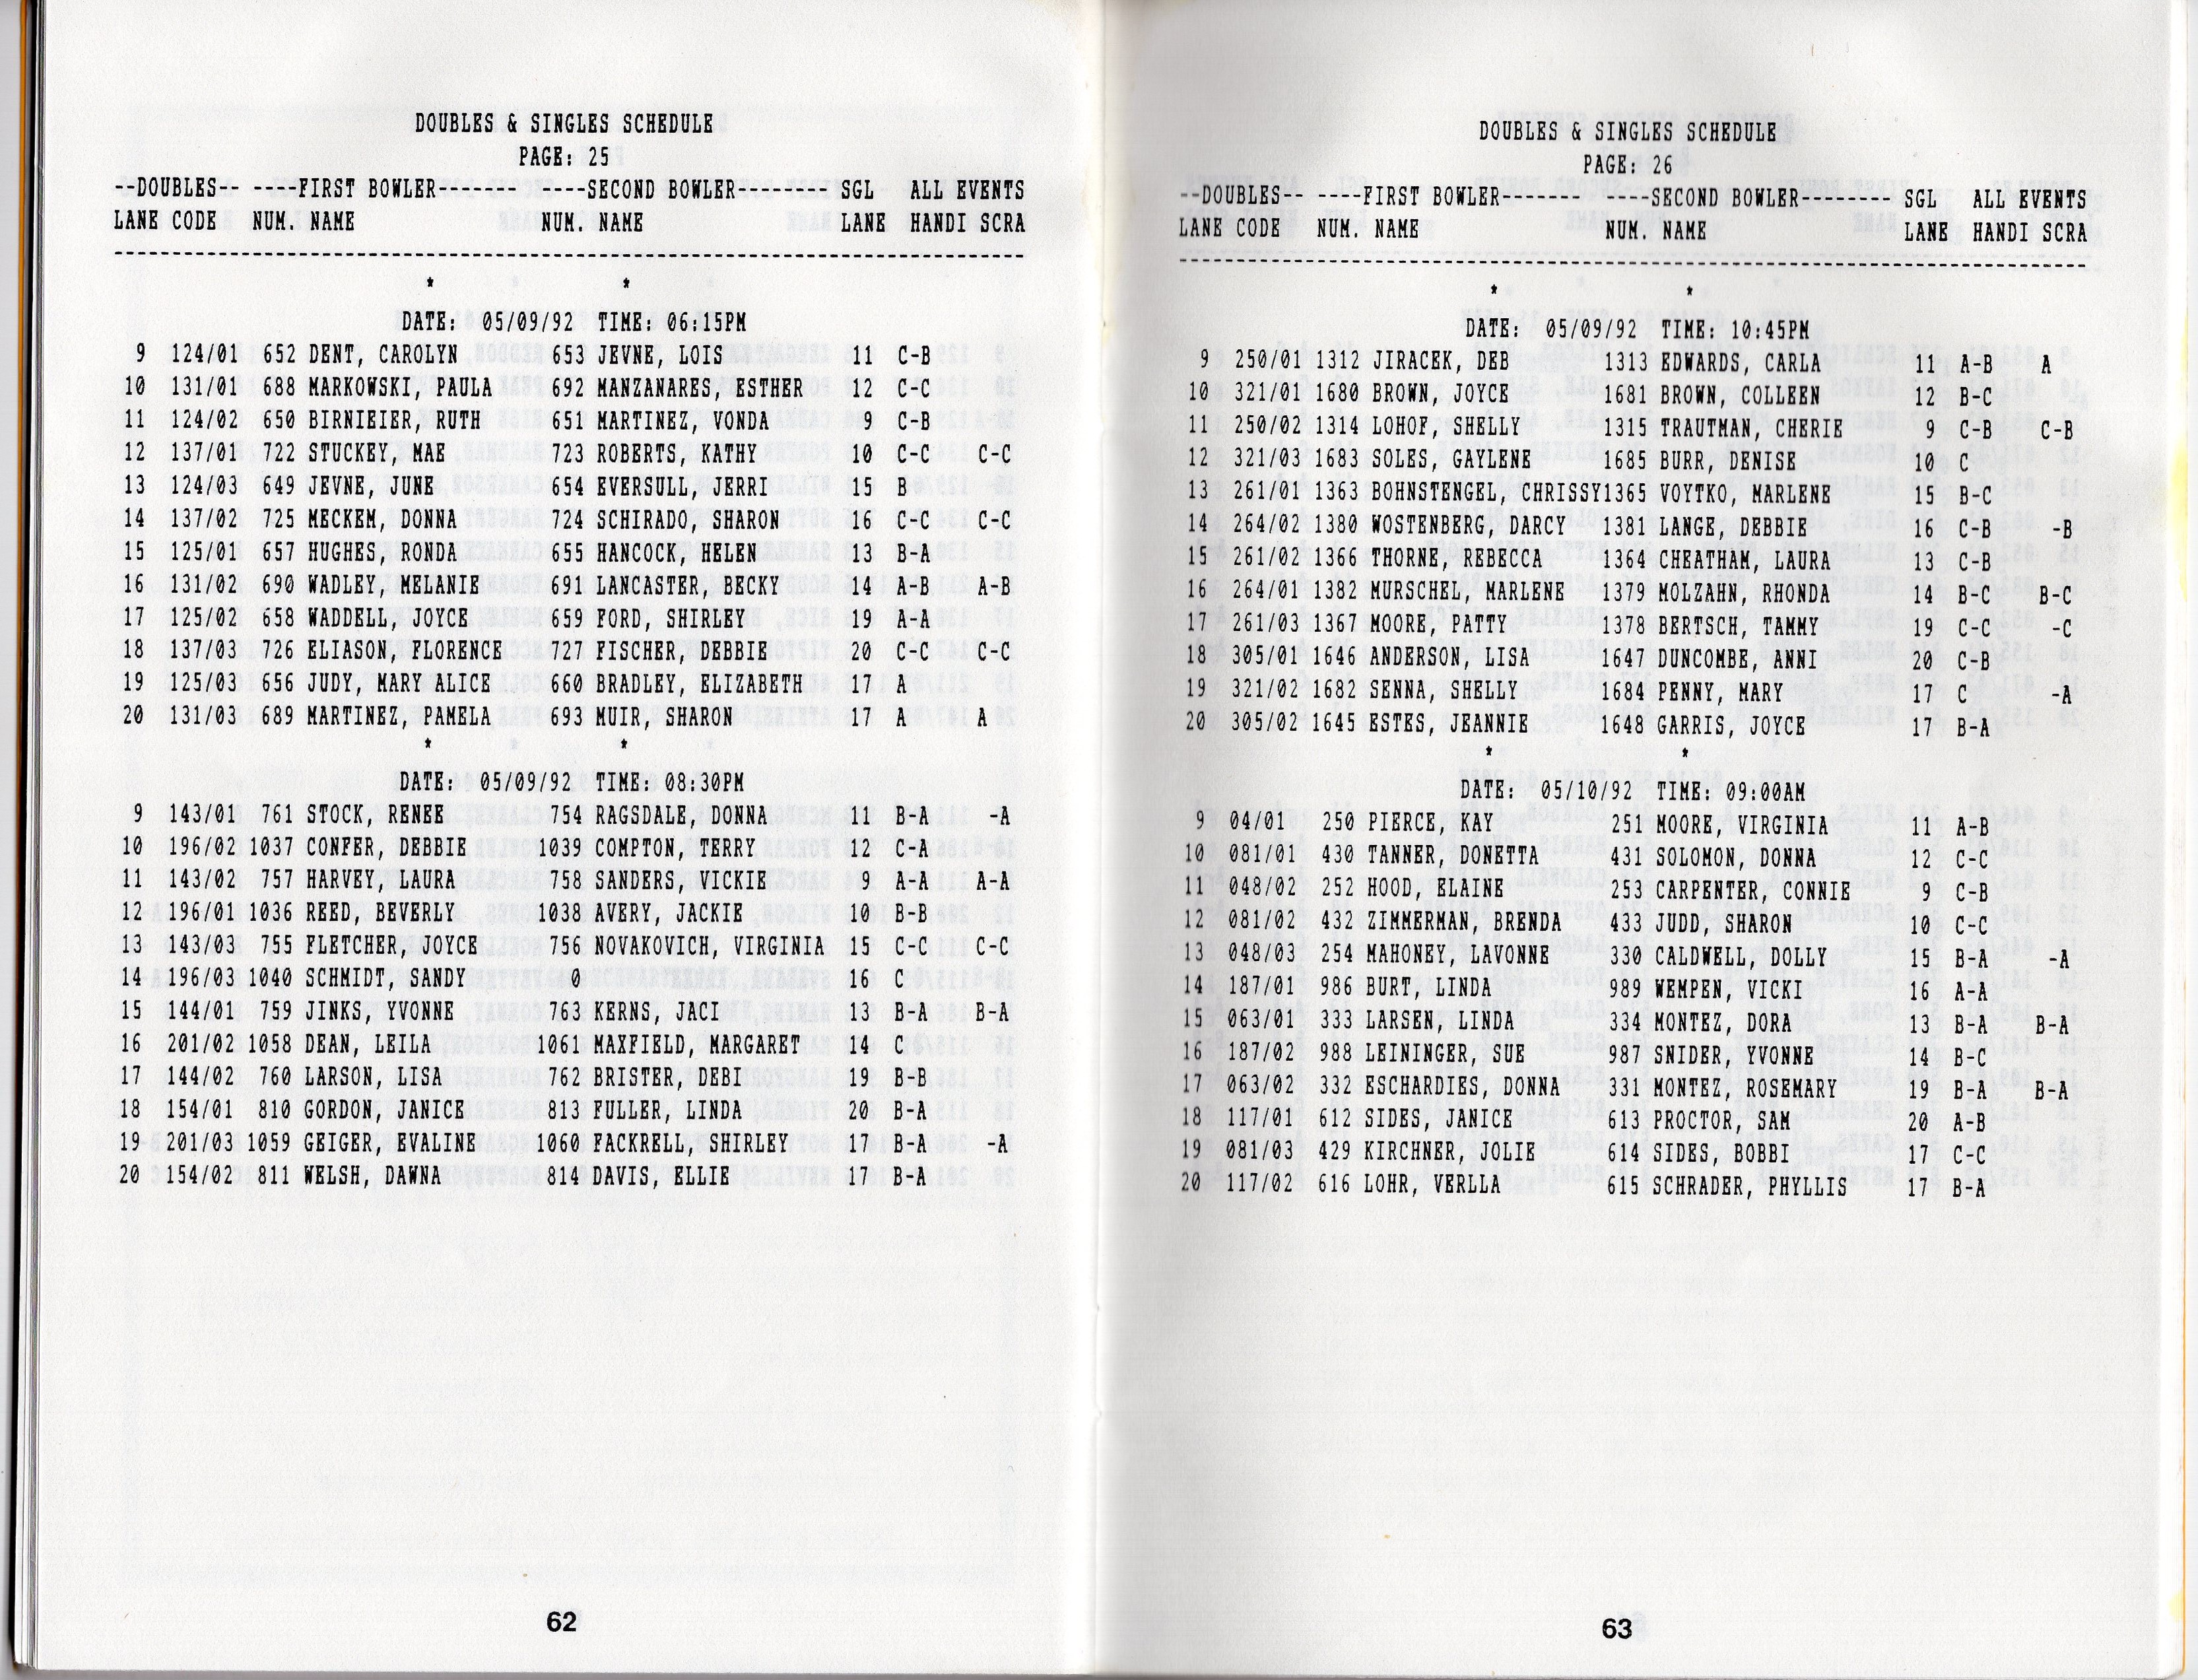 DOUBLES & SINGLES SCHEDULE
PAGE: 25
--DOUBLES-- ----FIRST BOWLER------- ----SECOND BOWLER-------- SGL ALL EVENTS
LANE CODE NUM. NAME NUM. NAME LANE HANDI SCRA
-------------------------------------------------------------------------------
* *
DATE: 05/09/92 TIME: 06:15PM
9 124/01 652 DENT, CAROLYN 653 JEVNE, LOIS 11 C-B
10 131/01 688 MARKOWSKI, PAULA 692 MANZANARES, ESTHER 12 C-C
11 124/02 650 BIRNIEIER, RUTH 651 MARTINEZ, VONDA 9 C-B
12 137/01 722 STUCKEY, MAE 723 ROBERTS, KATHY 10 C-C C-C
13 124/03 649 JEVNE, JUNE 654 EVERSULL, JERRI 15 B
14 137/02 725 MECKEM, DONNA 724 SCHIRADO, SHARON 16 C-C C-C
15 125/01 657 HUGHES, RONDA 655 HANCOCK, HELEN 13 B-A
16 131/02 690 WADLEY, MELANIE 691 LANCASTER, BECKY 14 A-B A-B
17 125/02 658 WADDELL, JOYCE 659 FORD, SHIRLEY 19 A-A
18 137/03 726 ELIASON, FLORENCE 727 FISCHER, DEBBIE 20 C-C C-C
19 125/03 656 JUDY, MARY ALICE 660 BRADLEY, ELIZABETH 17 A
20 131/03 689 MARTINEZ, PAMELA 693 MUIR, SHARON 17 A A
* *
DATE: 05/09/92 TIME: 08:30PM
9 143/01 761 STOCK, RENEE 754 RAGSDALE, DONNA 11 B-A -A
10 196/02 1037 CONFER, DEBBIE 1039 COMPTON, TERRY 12 C-A
11 143/02 757 HARVEY, LAURA 758 SANDERS, VICKIE 9 A-A A-A
12 196/01 1036 REED, BEVERLY 1038 AVERY, JACKIE 10 B-B
13 143/03 755 FLETCHER, JOYCE 756 NOVAKOVICH, VIRGINIA 15 C-C C-C
14 196/03 1040 SCHMIDT, SANDY 0 16 C
15 144/01 759 JINKS, YVONNE 763 KERNS, JACI 13 B-A B-A
16 201/02 1058 DEAN, LEILA 1061 MAXFIELD, MARGARET 14 C
17 144/02 760 LARSON, LISA 762 BRISTER, DEBI 19 B-B
18 154/01 810 GORDON, JANICE 813 FULLER, LINDA 20 B-A
19 201/03 1059 GEIGER, EVALINE 1060 FACKRELL, SHIRLEY 17 B-A -A
20 154/02 811 WELSH, DAWNA 814 DAVIS, ELLIE 17 B-A
62
DOUBLES & SINGLES SCHEDULE
PAGE: 26
--DOUBLES-- ----FIRST BOWLER------- ----SECOND BOWLER-------- SGL ALL EVENTS
LANE CODE NUM. NAME NUM. NAME LANE HANDI SCRA
-------------------------------------------------------------------------------
* *
DATE: 05/09/92 TIME: 10:45PM
9 250/01 1312 JIRACEK, DEB 1313 EDWARDS, CARLA 11 A-B A
10 321/01 1680 BROWN, JOYCE 1681 BROWN, COLLEEN 12 B-C
11 250/02 1314 LOHOF, SHELLY 1315 TRAUTMAN, CHERIE 9 C-B C-B
12 321/03 1683 SOLES, GAYLENE 1685 BURR, DENISE 10 C
13 261/01 1363 BOHNSTENGEL, CHRISSY1365 VOYTKO, MARLENE 15 B-C
14 264/02 1380 WOSTENBERG, DARCY 1381 LANGE, DEBBIE 16 C-B -B
15 261/02 1366 THORNE, REBECCA 1364 CHEATHAM, LAURA 13 C-B
16 264/01 1382 MURSCHEL, MARLENE 1379 MOLZAHN, RHONDA 14 B-C B-C
17 261/03 1367 MOORE, PATTY 1378 BERTSCH, TAMMY 19 C-C -C
18 305/01 1646 ANDERSON, LISA 1647 DUNCOMBE, ANNI 20 C-B
19 321/02 1682 SENNA, SHELLY 1684 PENNY, MARY 17 C -A
20 305/02 1645 ESTES, JEANNIE 1648 GARRIS, JOYCE 17 B-A
* *
DATE: 05/10/92 TIME: 09:00AM
9 04/01 250 PIERCE, KAY 251 MOORE, VIRGINIA 11 A-B
10 081/01 430 TANNER, DONETTA 431 SOLOMON, DONNA 12 C-C
11 048/02 252 HOOD, ELAINE 253 CARPENTER, CONNIE 9 C-B
12 081/02 432 ZIMMERMAN, BRENDA 433 JUDD, SHARON 10 C-C
13 048/03 254 MAHONEY, LAVONNE 330 CALDWELL, DOLLY 15 B-A -A
14 187/01 986 BURT, LINDA 989 WEMPEN, VICKI 16 A-A
15 063/01 333 LARSEN, LINDA 334 MONTEZ, DORA 13 B-A B-A
16 187/02 988 LEININGER, SUE 987 SNIDER, YVONNE 14 B-C
17 063/02 332 ESCHARDIES, DONNA 331 MONTEZ, ROSEMARY 19 B-A B-A
18 117/01 612 SIDES, JANICE 613 PROCTOR, SAM 20 A-B
19 081/03 429 KIRCHNER, JOLIE 614 SIDES, BOBBI 17 C-C
20 117/02 616 LOHR, VERLLA 615 SCHRADER, PHYLLIS 17 B-A
63